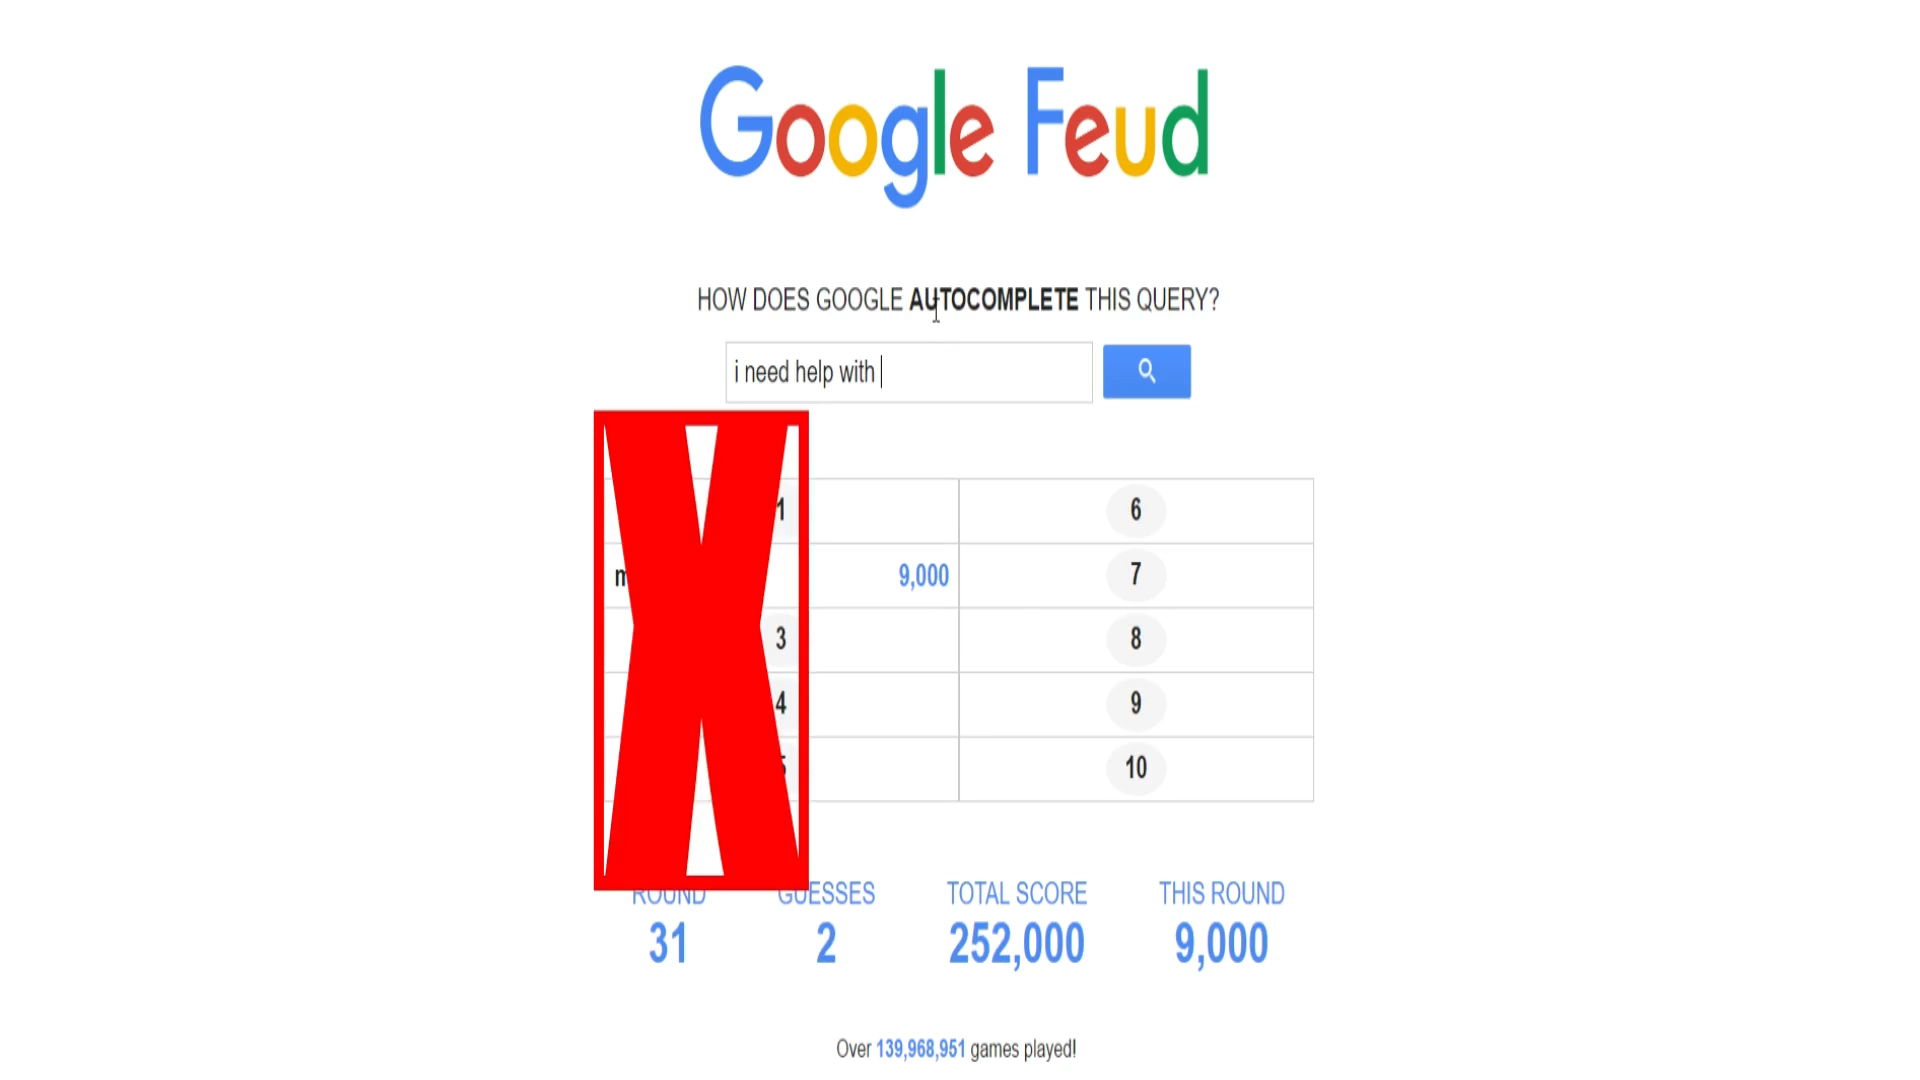 Google Feud
HOW DOES GOOGLE AUTOCOMPLETE THIS QUERY?
i need help with
X
1
6
9,000
7
3
8
4
9
5
10
ROUND
GUESSES
TOTAL SCORE
THIS ROUND
31
2
252,000
9,000
Over 139,968,951 games played!